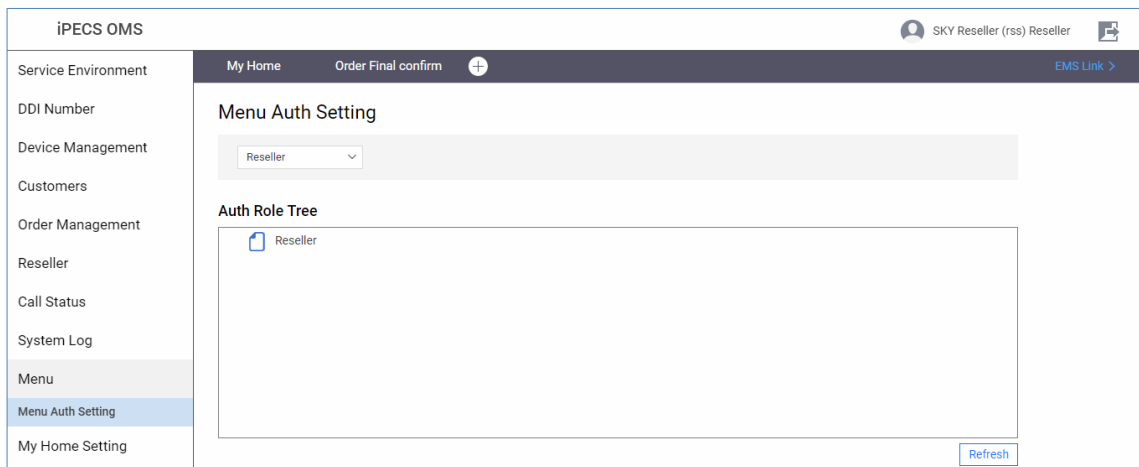 iPECS OMS
SKY Reseller (rss) Reseller
Service Environment
DDI Number
Device Management
Customers
Order Management
Reseller
Call Status
System Log
Menu
Menu Auth Setting
My Home Setting
My Home Order Final confirm
EMS Link >
Menu Auth Setting
Reseller
Auth Role Tree
Reseller
Refresh